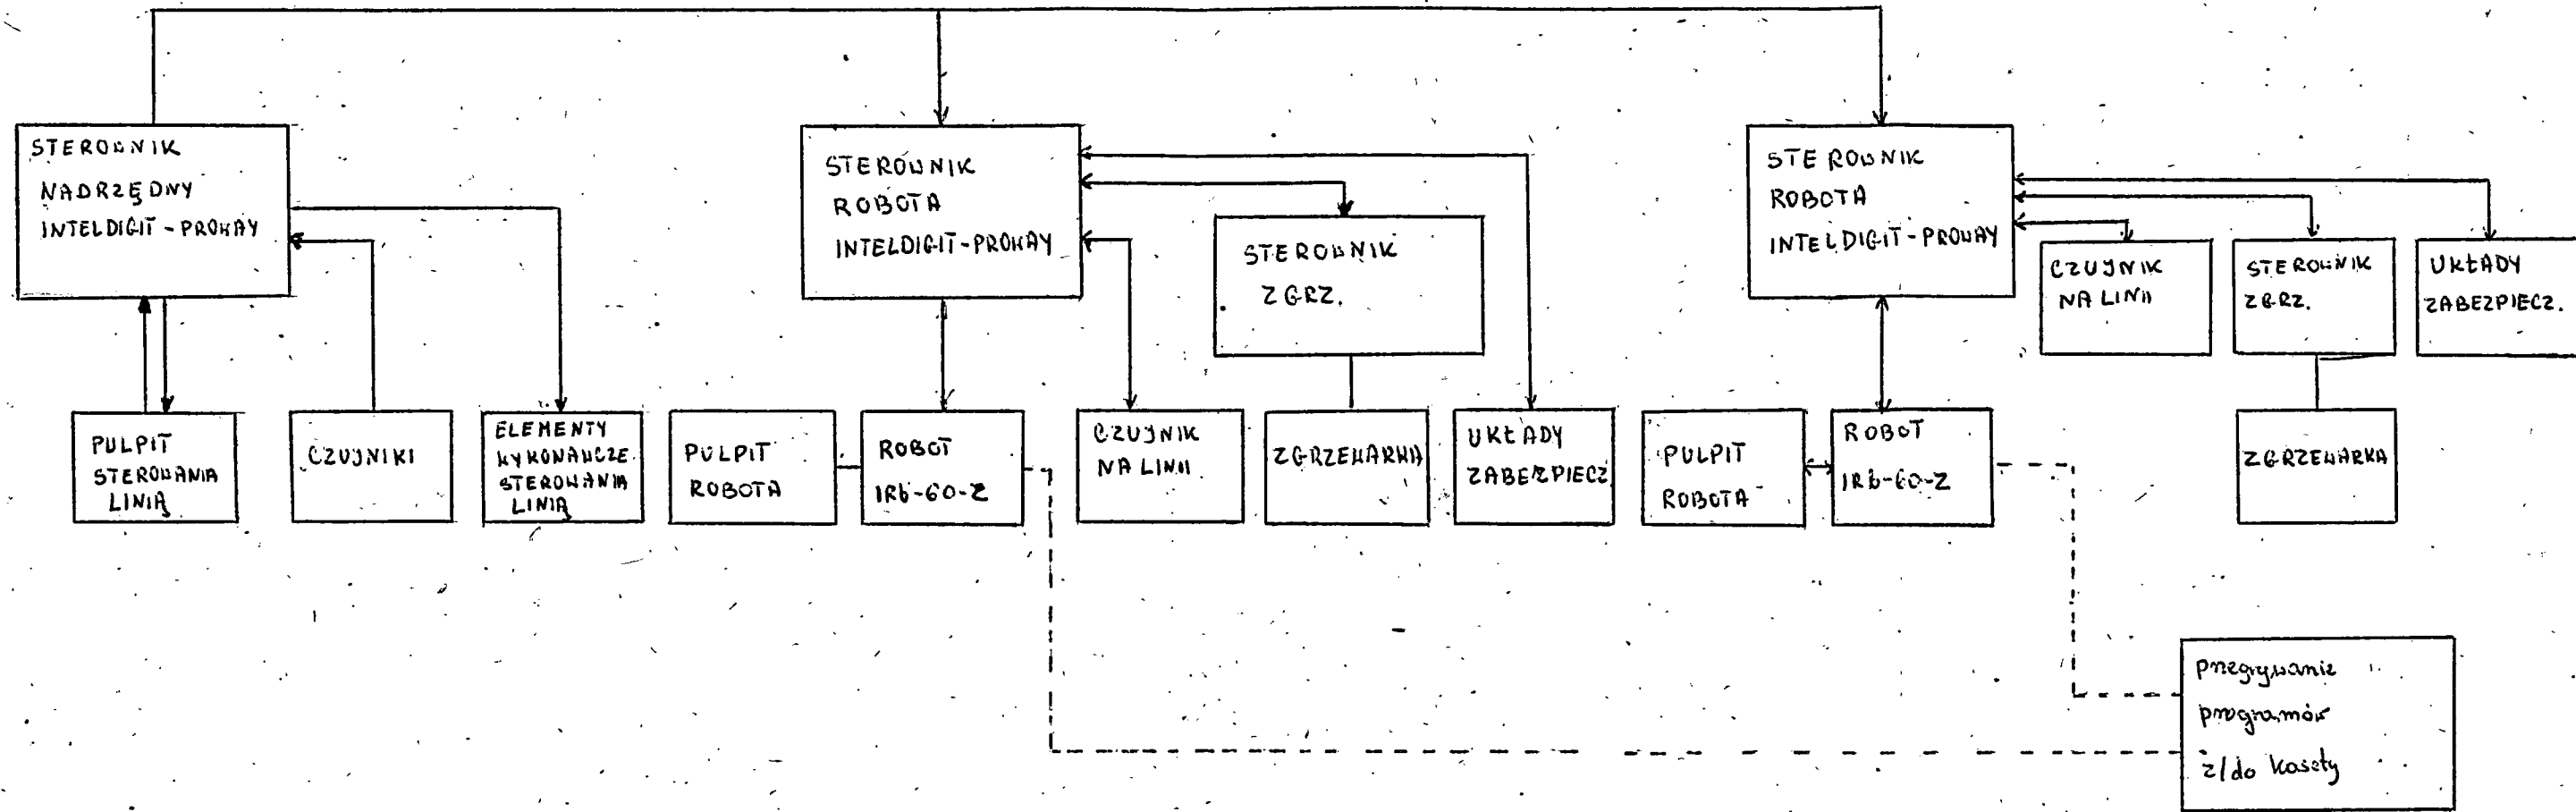 STEROWNIK
NADRZĘDNY
INTELDIGIT-PROWAY
STEROWNIK
ROBOTA
INTELDIGIT-PROWAY
STEROWNIK
ZGRZ.
STEROWNIK
ROBOTA
INTELDIGIT-PROWAY
CZUJNIK
NA LINII
STEROWNIK
ZGRZ.
UKŁADY
ZABEZPIECZ.
PULPIT
STEROWANIA
LINIĄ
CZUJNIKI
ELEMENTY
WYKONAWCZE
STEROWANIA
LINIĄ
PULPIT
ROBOTA
ROBOT
IRb-60-Z
CZUJNIK
NA LINII
ZGRZEWARKA
UKŁADY
ZABEZPIECZ
PULPIT
ROBOTA
ROBOT
IRb-60-Z
ZGRZEWARKA
przegrywanie
programów
z/do kasety